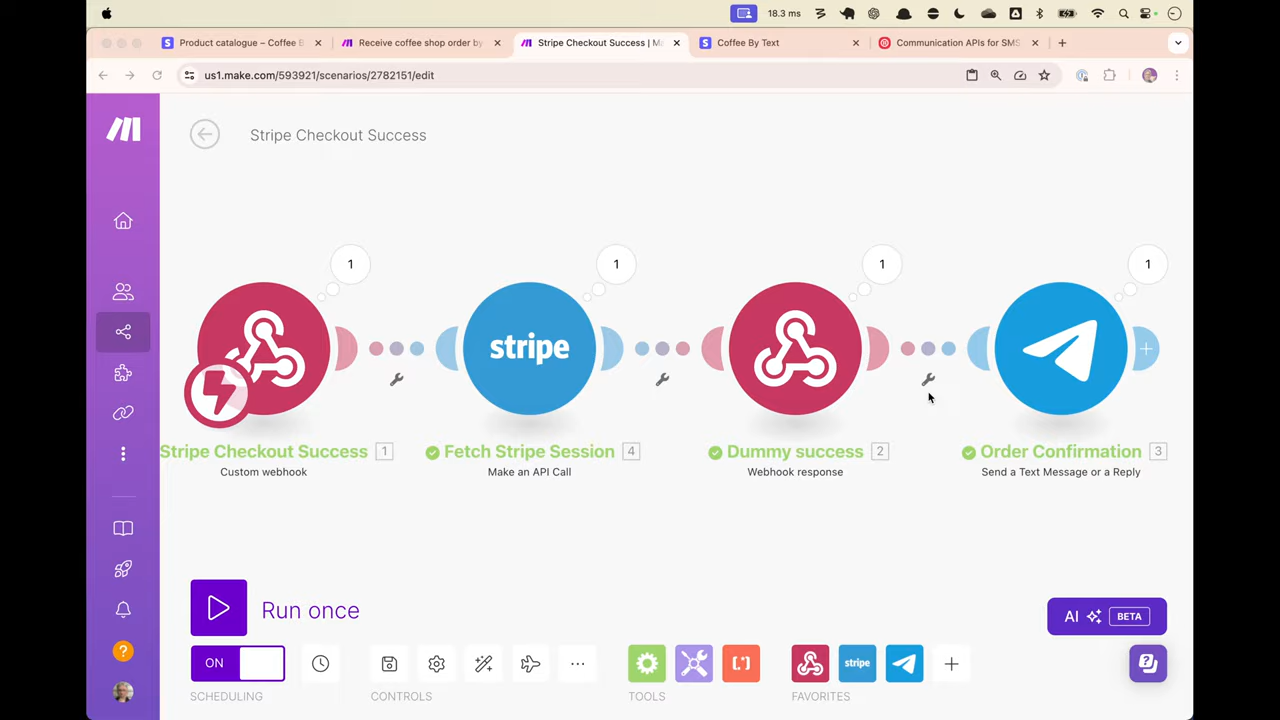 18.3 ms
Product catalogue – Coffee B
Receive coffee shop order by
Stripe Checkout Success | Ma
Coffee By Text
Communication APIs for SMS
us1.make.com/593921/scenarios/2782151/edit
Stripe Checkout Success
1
1
1
1
stripe
Stripe Checkout Success 1
Custom webhook
Fetch Stripe Session 4
Make an API Call
Dummy success 2
Webhook response
Order Confirmation 3
Send a Text Message or a Reply
Run once
AI BETA
ON
SCHEDULING
CONTROLS
TOOLS
stripe
FAVORITES